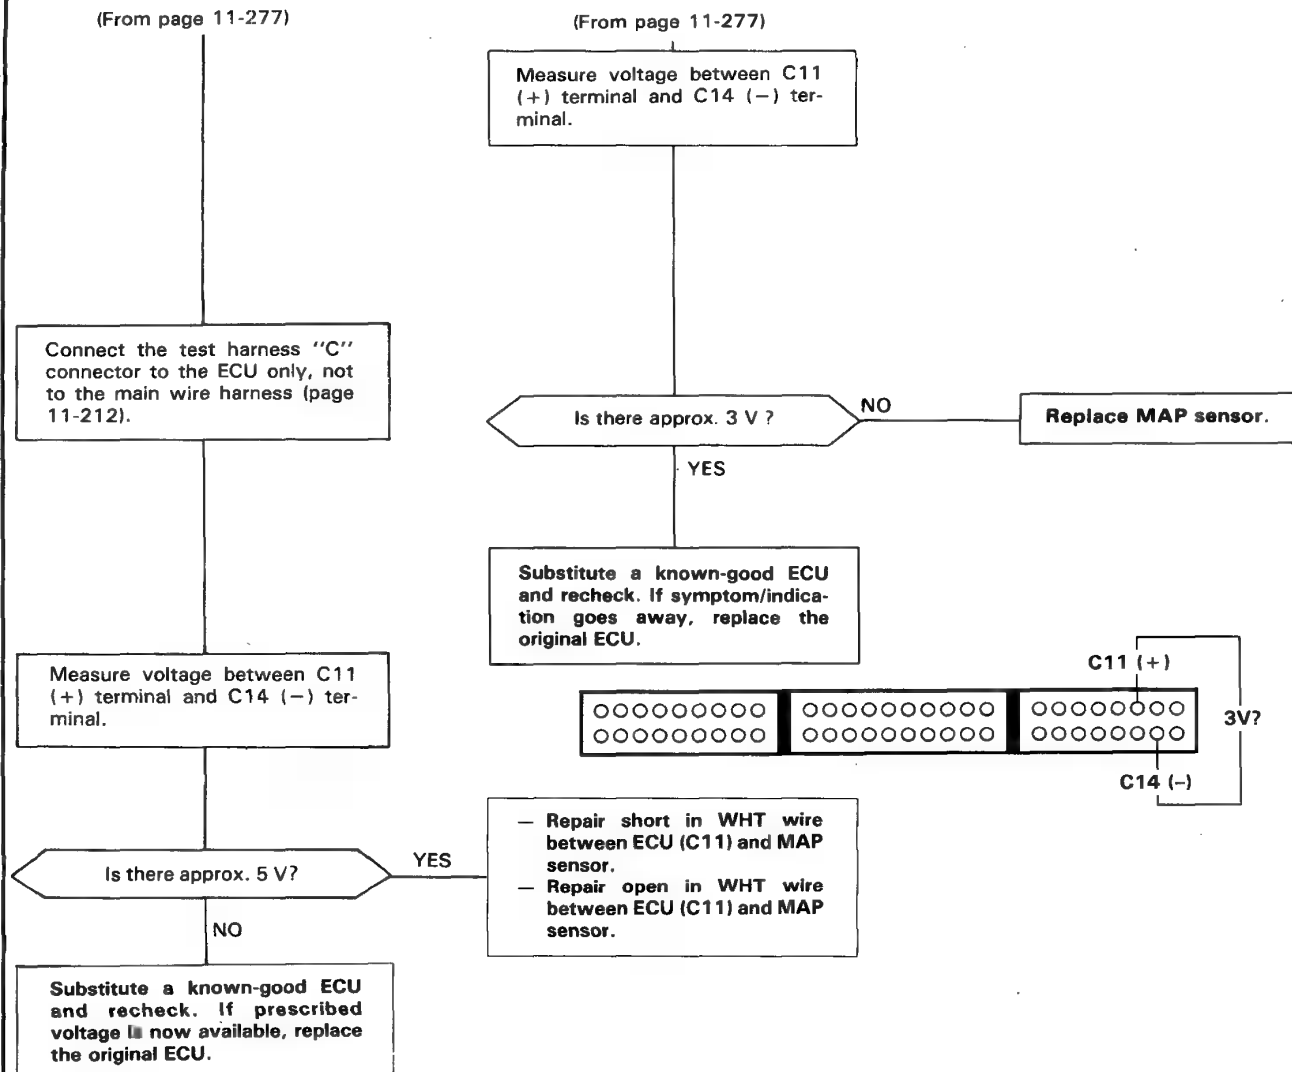 (From page 11-277)
Connect the test harness "C"
connector to the ECU only, not
to the main wire harness (page
11-212).
Measure voltage between C11
(+) terminal and C14 (−) ter-
minal.
Is there approx. 5 V?
YES
— Repair short in WHT wire
between ECU (C11) and MAP
sensor.
— Repair open in WHT wire
between ECU (C11) and MAP
sensor.
NO
Substitute a known-good ECU
and recheck. If prescribed
voltage is now available, replace
the original ECU.
(From page 11-277)
Measure voltage between C11
(+) terminal and C14 (−) ter-
minal.
Is there approx. 3 V ?
NO
Replace MAP sensor.
YES
Substitute a known-good ECU
and recheck. If symptom/indica-
tion goes away, replace the
original ECU.
C11 (+)
3V?
C14 (−)